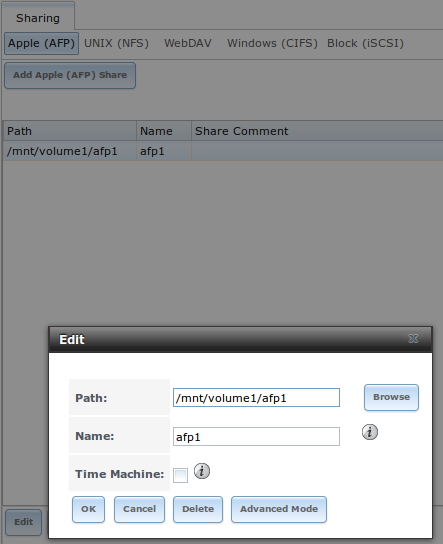 Sharing
Apple (AFP) UNIX (NFS) WebDAV Windows (CIFS) Block (iSCSI)
Add Apple (AFP) Share
Path Name Share Comment
/mnt/volume1/afp1 afp1
Edit
Path: /mnt/volume1/afp1 Browse
Name: afp1
Time Machine:
OK Cancel Delete Advanced Mode
Edit